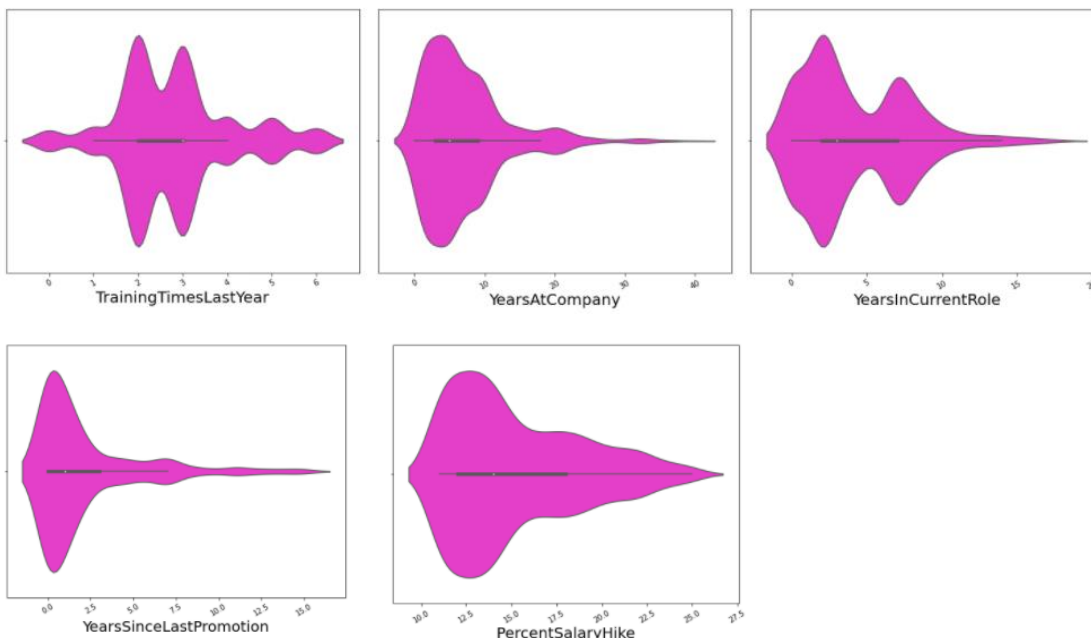 0 1 2 3 4 5 6
TrainingTimesLastYear
0 10 20 30 40
YearsAtCompany
0 5 10 15
YearsInCurrentRole
0.0 2.5 5.0 7.5 10.0 12.5 15.0
YearsSinceLastPromotion
10.0 12.5 15.0 17.5 20.0 22.5 25.0 27.5
PercentSalaryHike